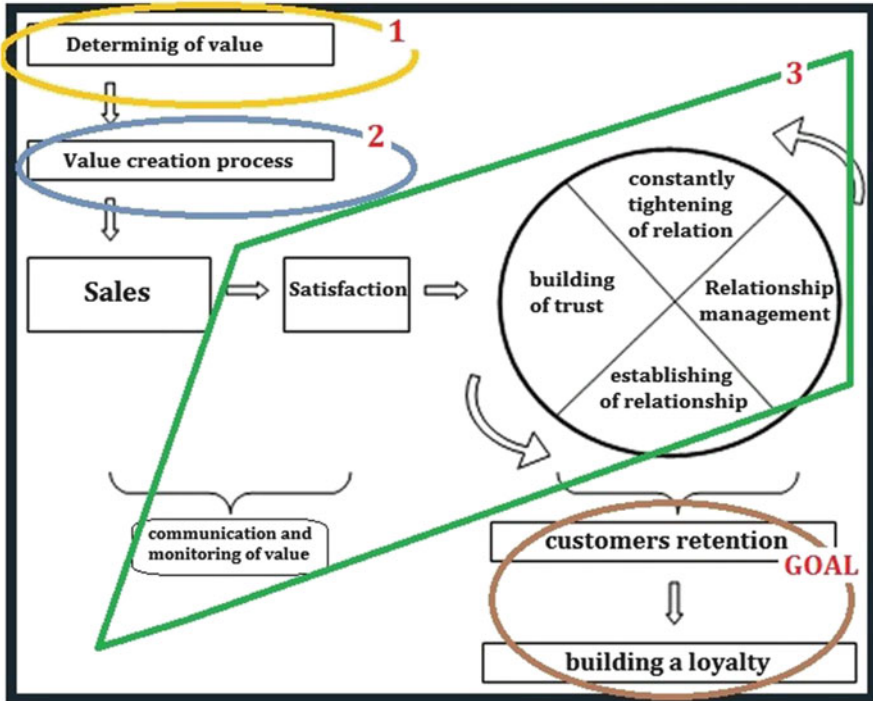 Determinig of value
1
Value creation process
2
3
Sales
Satisfaction
building
of trust
constantly
tightening
of relation
Relationship
management
establishing
of relationship
communication and
monitoring of value
customers retention
GOAL
building a loyalty